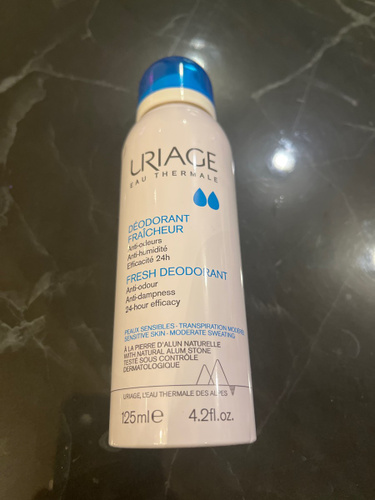 URIAGE
EAU THERMALE
DÉODORANT
FRAÎCHEUR
Anti-odeurs
Anti-humidité
Efficacité 24h
FRESH DEODORANT
Anti-odour
Anti-dampness
24-hour efficacy
PEAUX SENSIBLES - TRANSPIRATION MODÉRÉE
SENSITIVE SKIN - MODERATE SWEATING
À LA PIERRE D'ALUN NATURELLE
WITH NATURAL ALUM STONE
TESTÉ SOUS CONTRÔLE
DERMATOLOGIQUE
URIAGE, L'EAU THERMALE DES ALPES
125ml e 4.2fl.oz.